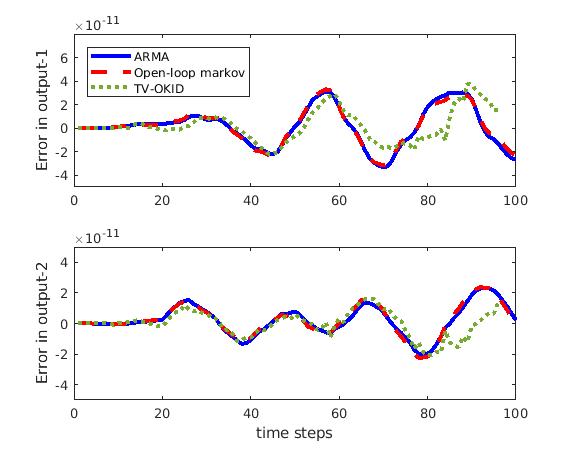 ×10⁻¹¹
6
4
2
0
-2
-4
Error in output-1
ARMA
Open-loop markov
TV-OKID
0 20 40 60 80 100
×10⁻¹¹
4
2
0
-2
-4
Error in output-2
0 20 40 60 80 100
time steps